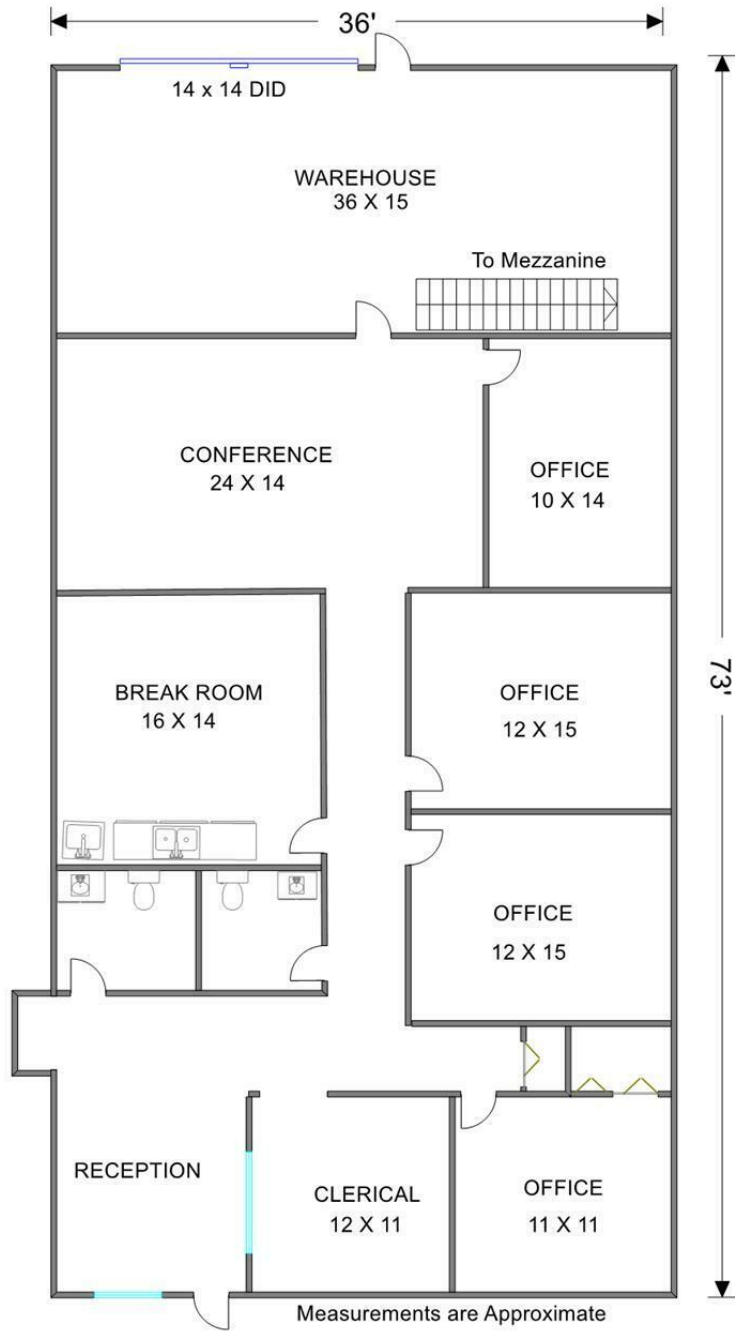 36'
14 x 14 DID
WAREHOUSE
36 X 15
To Mezzanine
CONFERENCE
24 X 14
OFFICE
10 X 14
73'
BREAK ROOM
16 X 14
OFFICE
12 X 15
OFFICE
12 X 15
RECEPTION
CLERICAL
12 X 11
OFFICE
11 X 11
Measurements are Approximate